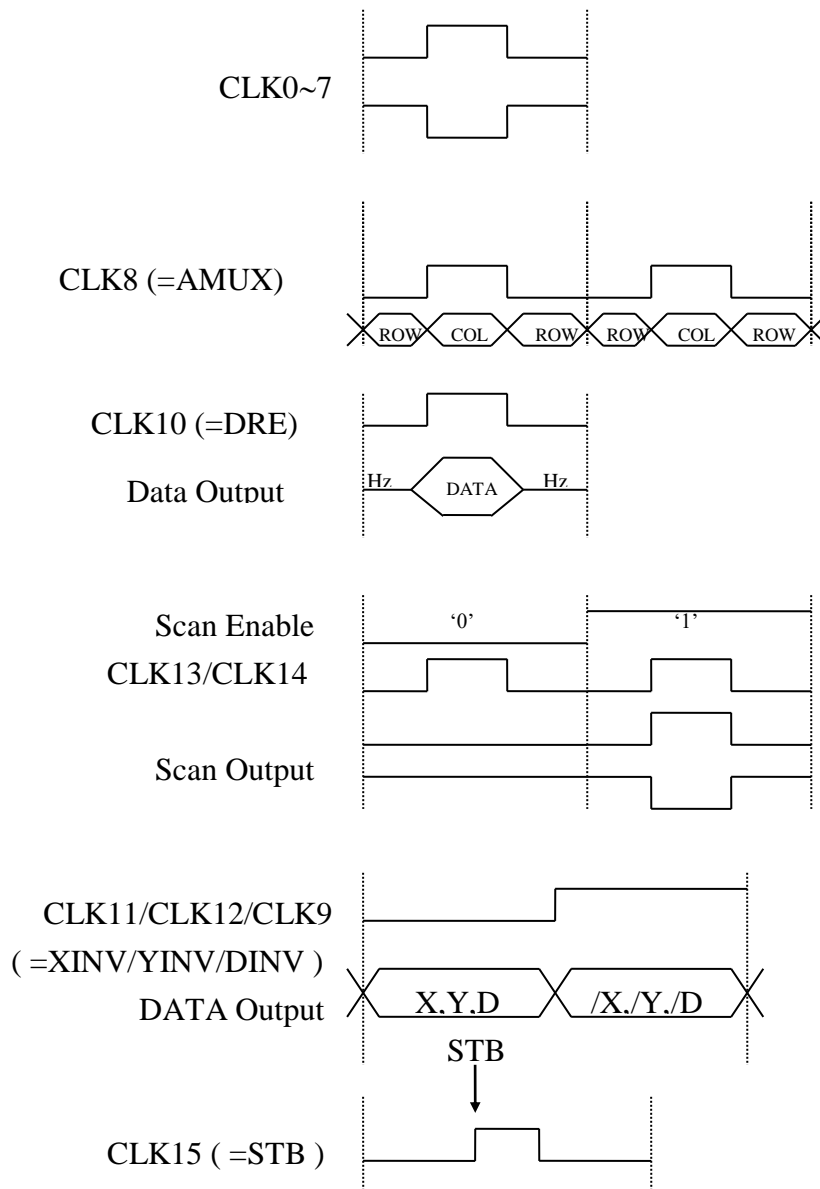 CLK0~7
CLK8 (=AMUX)
ROW COL ROW ROW COL ROW
CLK10 (=DRE)
Hz DATA Hz
Data Output
Scan Enable ‘0’ ‘1’
CLK13/CLK14
Scan Output
CLK11/CLK12/CLK9
( =XINV/YINV/DINV )
DATA Output X,Y,D /X,/Y,/D
STB
CLK15 ( =STB )